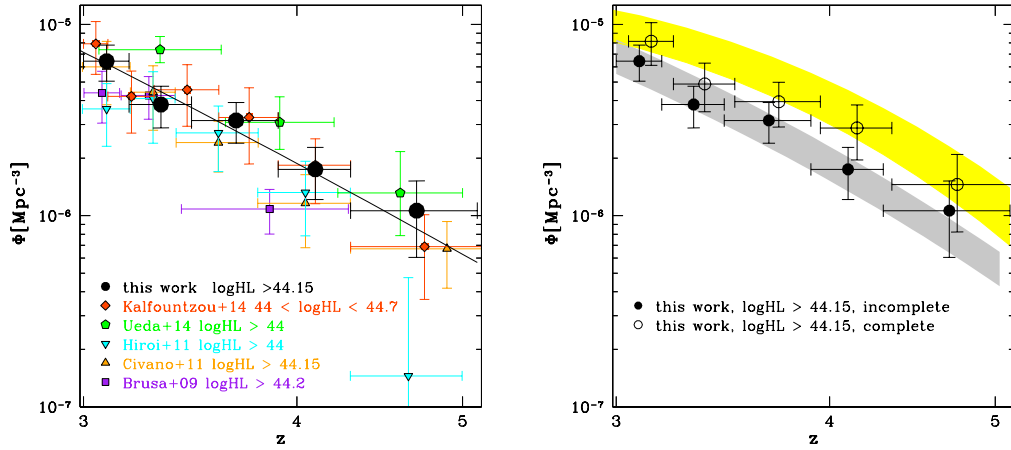 10⁻⁵
10⁻⁶
10⁻⁷
Φ[Mpc⁻³]
this work logHL >44.15
Kalfountzou+14 44 < logHL < 44.7
Ueda+14 logHL > 44
Hiroi+11 logHL > 44
Civano+11 logHL > 44.15
Brusa+09 logHL > 44.2
3
4
5
z
10⁻⁵
10⁻⁶
10⁻⁷
Φ[Mpc⁻³]
this work, logHL > 44.15, incomplete
this work, logHL > 44.15, complete
3
4
5
z